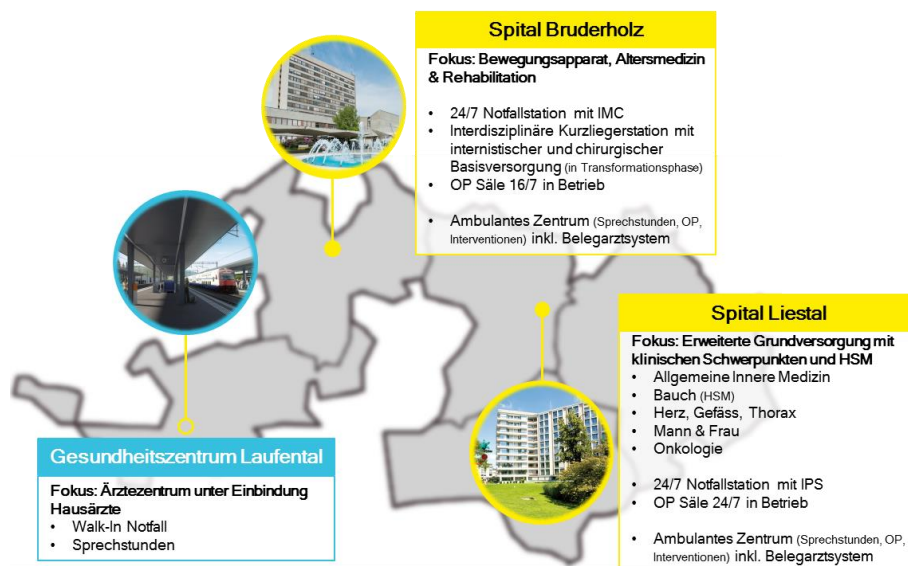 Spital Bruderholz
Fokus: Bewegungsapparat, Altersmedizin
& Rehabilitation
• 24/7 Notfallstation mit IMC
• Interdisziplinäre Kurzliegerstation mit
internistischer und chirurgischer
Basisversorgung (in Transformationsphase)
• OP Säle 16/7 in Betrieb
• Ambulantes Zentrum (Sprechstunden, OP,
Interventionen) inkl. Belegarztsystem
Spital Liestal
Fokus: Erweiterte Grundversorgung mit
klinischen Schwerpunkten und HSM
• Allgemeine Innere Medizin
• Bauch (HSM)
• Herz, Gefäss, Thorax
• Mann & Frau
• Onkologie
• 24/7 Notfallstation mit IPS
• OP Säle 24/7 in Betrieb
• Ambulantes Zentrum (Sprechstunden, OP,
Interventionen) inkl. Belegarztsystem
Gesundheitszentrum Laufental
Fokus: Ärztezentrum unter Einbindung
Hausärzte
• Walk-In Notfall
• Sprechstunden